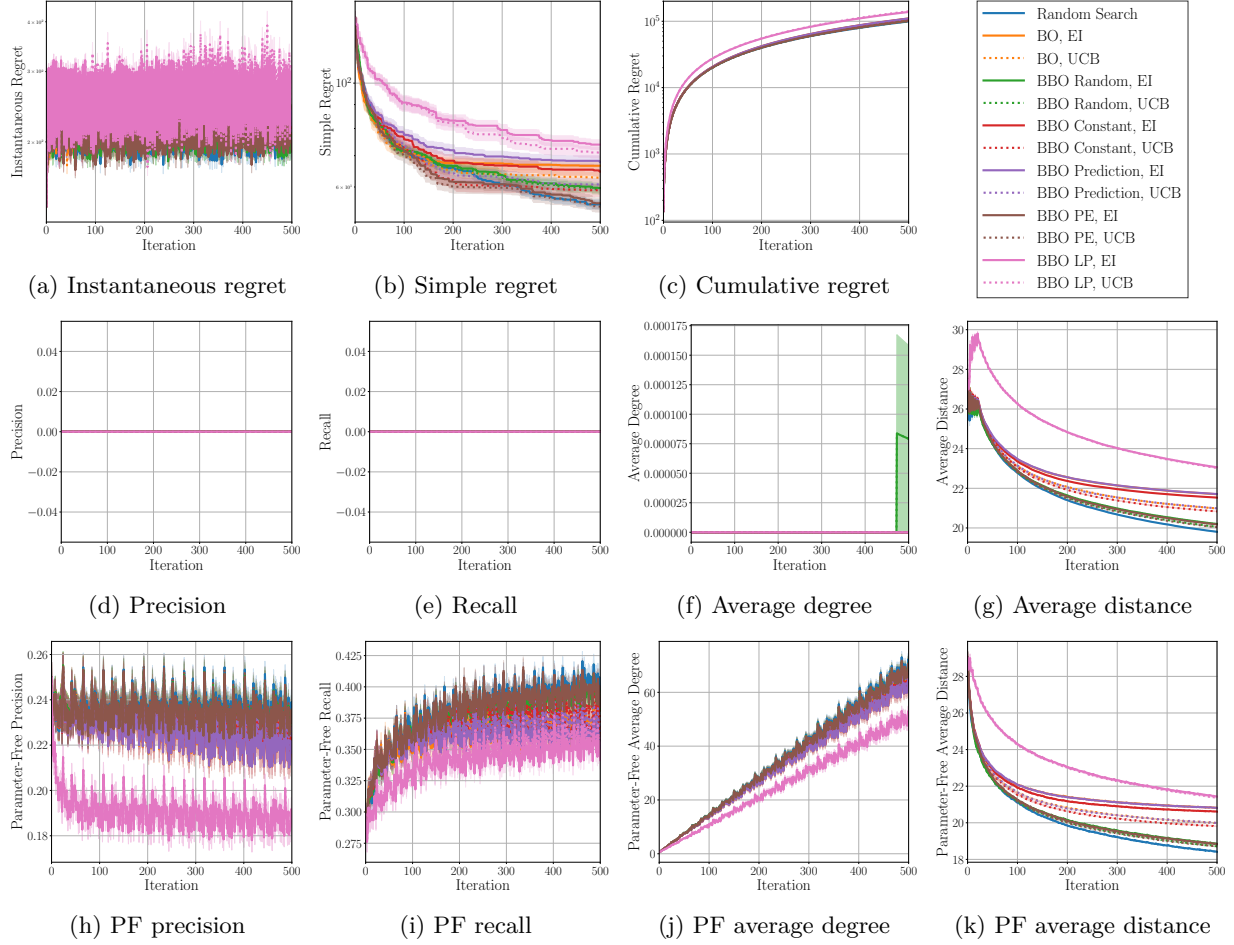 Instantaneous Regret
4 × 10²
3 × 10²
2 × 10²
0 100 200 300 400 500
Iteration
(a) Instantaneous regret
Simple Regret
10²
6 × 10¹
0 100 200 300 400 500
Iteration
(b) Simple regret
Cumulative Regret
10⁵
10⁴
10³
10²
0 100 200 300 400 500
Iteration
(c) Cumulative regret
Random Search
BO, EI
BO, UCB
BBO Random, EI
BBO Random, UCB
BBO Constant, EI
BBO Constant, UCB
BBO Prediction, EI
BBO Prediction, UCB
BBO PE, EI
BBO PE, UCB
BBO LP, EI
BBO LP, UCB
Precision
0.04
0.02
0.00
−0.02
−0.04
0 100 200 300 400 500
Iteration
(d) Precision
Recall
0.04
0.02
0.00
−0.02
−0.04
0 100 200 300 400 500
Iteration
(e) Recall
Average Degree
0.000175
0.000150
0.000125
0.000100
0.000075
0.000050
0.000025
0.000000
0 100 200 300 400 500
Iteration
(f) Average degree
Average Distance
30
28
26
24
22
20
0 100 200 300 400 500
Iteration
(g) Average distance
Parameter-Free Precision
0.26
0.24
0.22
0.20
0.18
0 100 200 300 400 500
Iteration
(h) PF precision
Parameter-Free Recall
0.425
0.400
0.375
0.350
0.325
0.300
0.275
0 100 200 300 400 500
Iteration
(i) PF recall
Parameter-Free Average Degree
60
40
20
0
0 100 200 300 400 500
Iteration
(j) PF average degree
Parameter-Free Average Distance
28
26
24
22
20
18
0 100 200 300 400 500
Iteration
(k) PF average distance